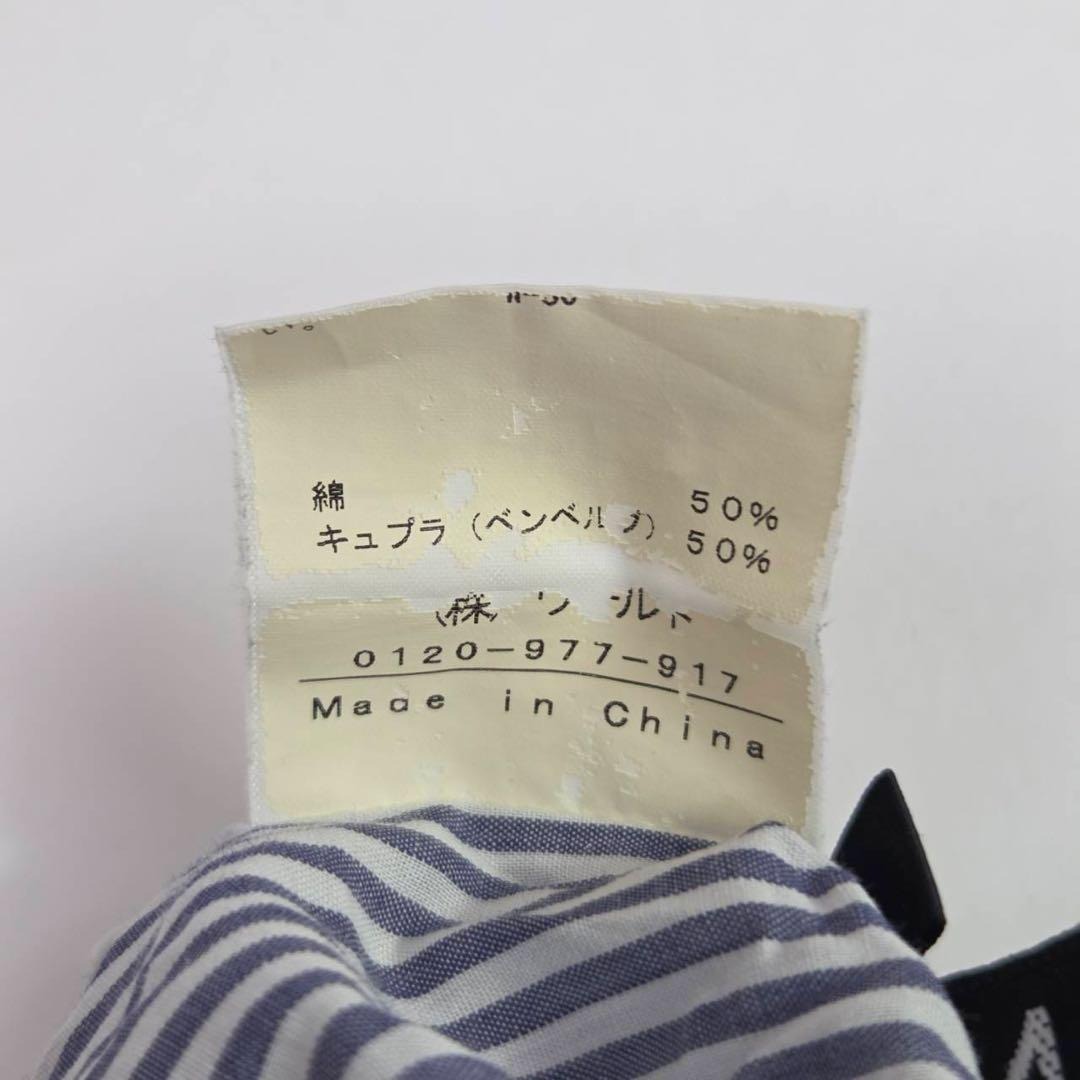 綿 50%
キュプラ(ベンベルグ) 50%
(株)ワールド
0120-977-917
Made in China